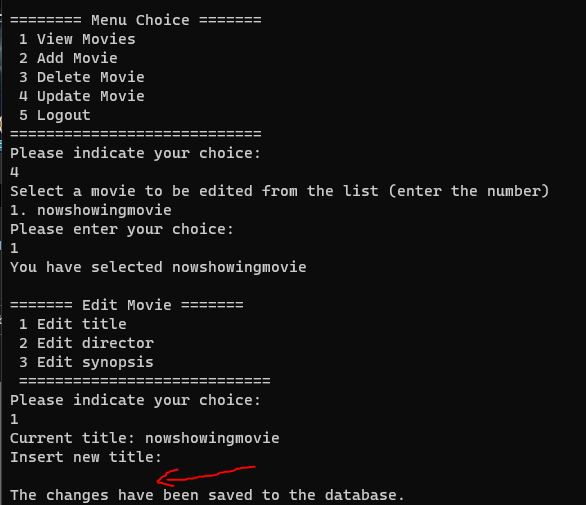 ======== Menu Choice =======
1 View Movies
2 Add Movie
3 Delete Movie
4 Update Movie
5 Logout
============================
Please indicate your choice:
4
Select a movie to be edited from the list (enter the number)
1. nowshowingmovie
Please enter your choice:
1
You have selected nowshowingmovie
======= Edit Movie =======
1 Edit title
2 Edit director
3 Edit synopsis
============================
Please indicate your choice:
1
Current title: nowshowingmovie
Insert new title:
The changes have been saved to the database.